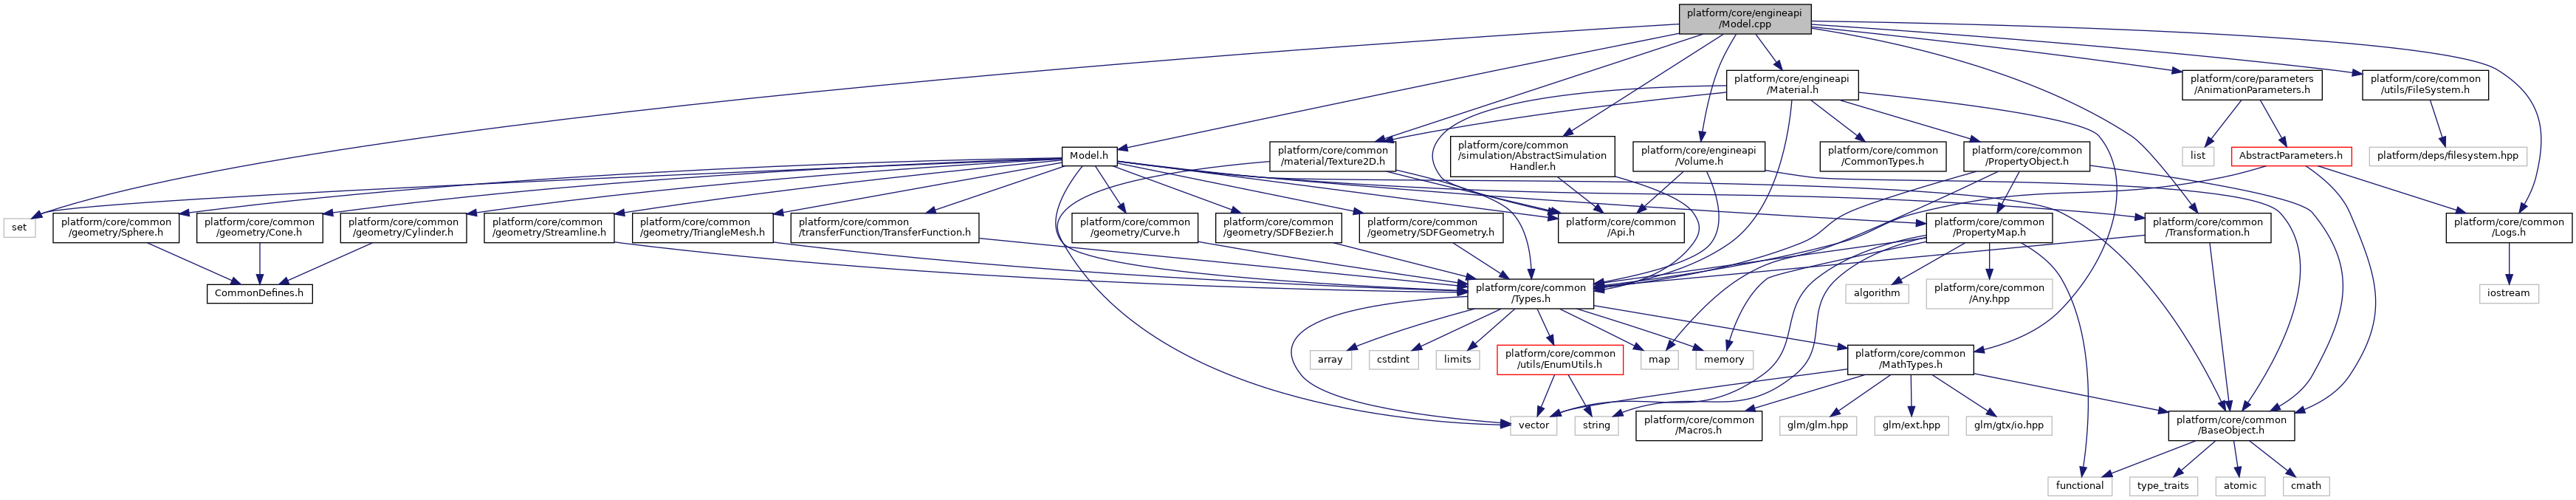 platform/core/engineapi
/Model.cpp
platform/core/engineapi
/Material.h
platform/core/parameters
/AnimationParameters.h
platform/core/common
/utils/FileSystem.h
Model.h
platform/core/common
/material/Texture2D.h
platform/core/common
/simulation/AbstractSimulation
Handler.h
platform/core/engineapi
/Volume.h
platform/core/common
/CommonTypes.h
platform/core/common
/PropertyObject.h
list
AbstractParameters.h
platform/deps/filesystem.hpp
set
platform/core/common
/geometry/Sphere.h
platform/core/common
/geometry/Cone.h
platform/core/common
/geometry/Cylinder.h
platform/core/common
/geometry/Streamline.h
platform/core/common
/geometry/TriangleMesh.h
platform/core/common
/transferFunction/TransferFunction.h
platform/core/common
/geometry/Curve.h
platform/core/common
/geometry/SDFBezier.h
platform/core/common
/geometry/SDFGeometry.h
platform/core/common
/Api.h
platform/core/common
/PropertyMap.h
platform/core/common
/Transformation.h
platform/core/common
/Logs.h
CommonDefines.h
platform/core/common
/Types.h
algorithm
platform/core/common
/Any.hpp
iostream
array
cstdint
limits
platform/core/common
/utils/EnumUtils.h
map
memory
platform/core/common
/MathTypes.h
vector
string
platform/core/common
/Macros.h
glm/glm.hpp
glm/ext.hpp
glm/gtx/io.hpp
platform/core/common
/BaseObject.h
functional
type_traits
atomic
cmath